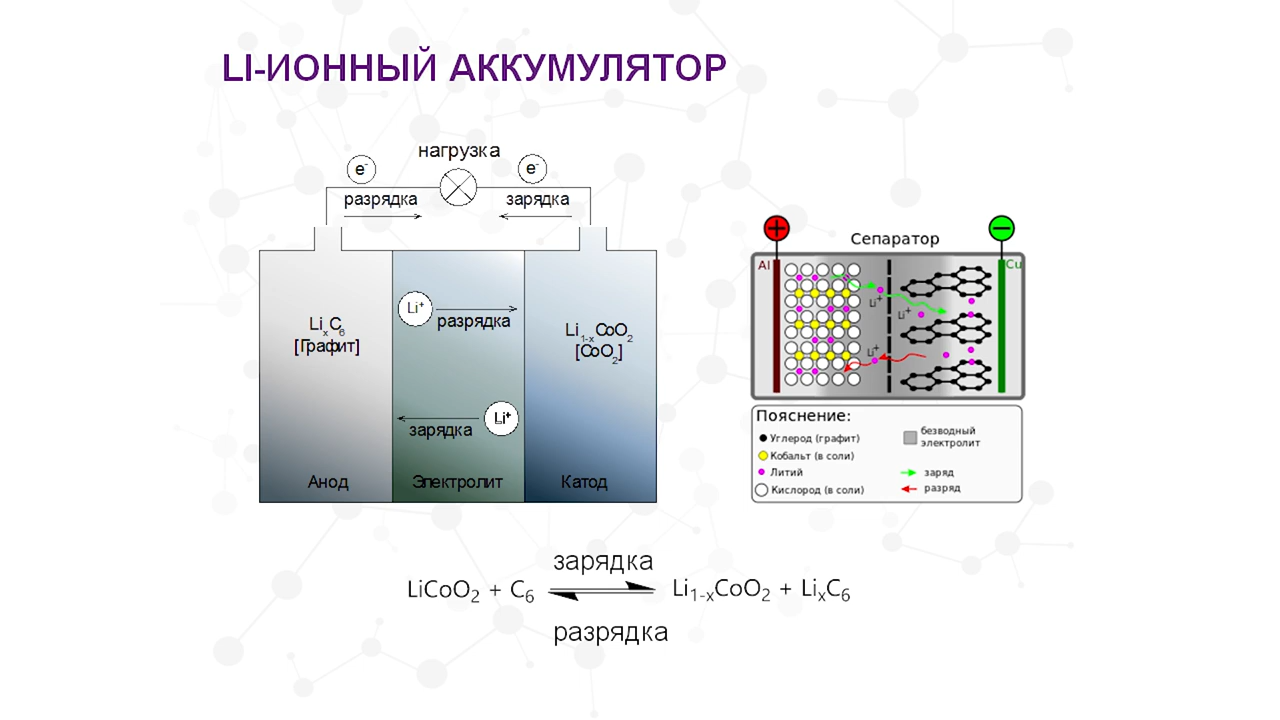 LI-ИОННЫЙ АККУМУЛЯТОР
нагрузка
e⁻
e⁻
разрядка
зарядка
Li⁺
разрядка
LiₓC₆
[Графит]
Li₁₋ₓCoO₂
[CoO₂]
Li⁺
зарядка
Анод
Электролит
Катод
+
−
Сепаратор
Al
Cu
Li⁺
Li⁺
Li⁺
Пояснение:
Углерод (графит)
Кобальт (в соли)
Литий
Кислород (в соли)
безводный
электролит
заряд
разряд
зарядка
LiCoO₂ + C₆ ⇌ Li₁₋ₓCoO₂ + LiₓC₆
разрядка